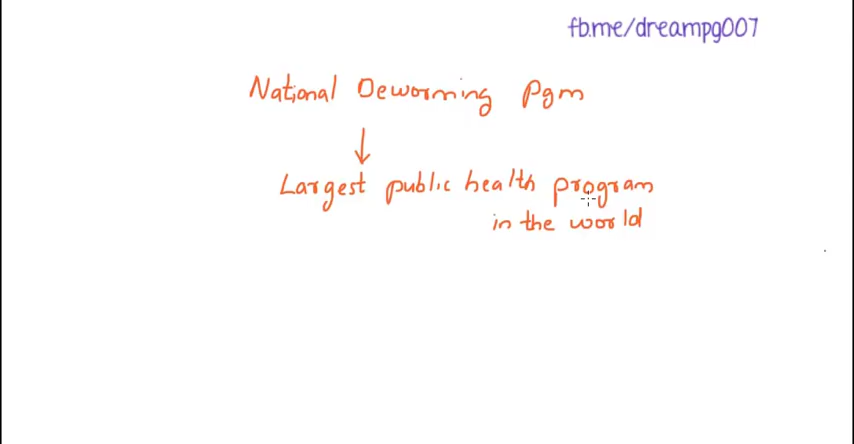 fb.me/dreampg007
National Deworming Pgm
↓
Largest public health program
in the world